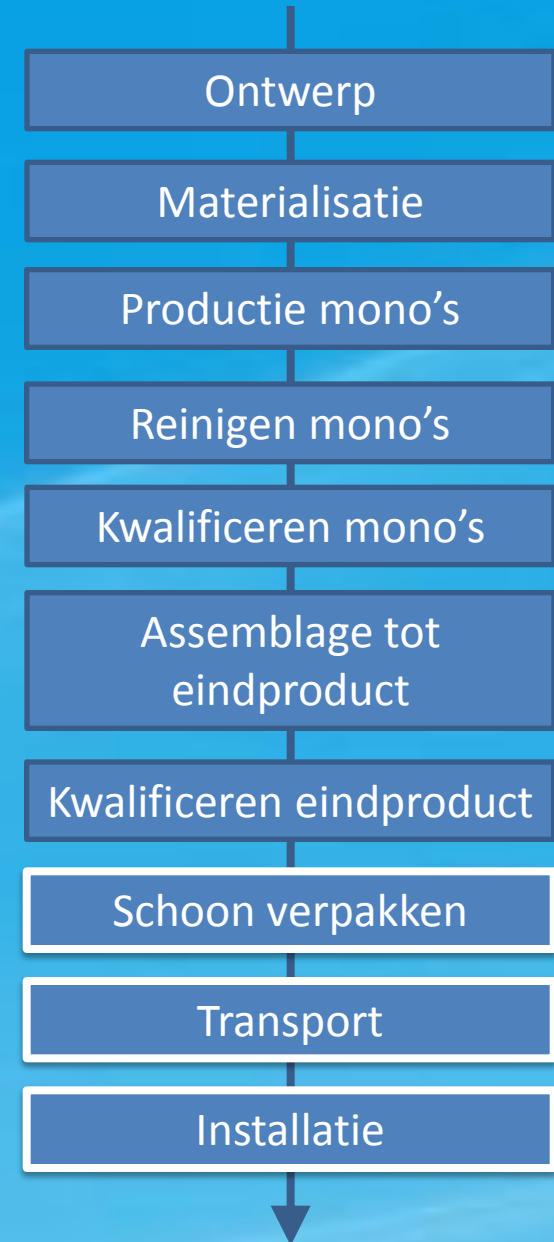 Ontwerp
Materialisatie
Productie mono’s
Reinigen mono’s
Kwalificeren mono’s
Assemblage tot
eindproduct
Kwalificeren eindproduct
Schoon verpakken
Transport
Installatie